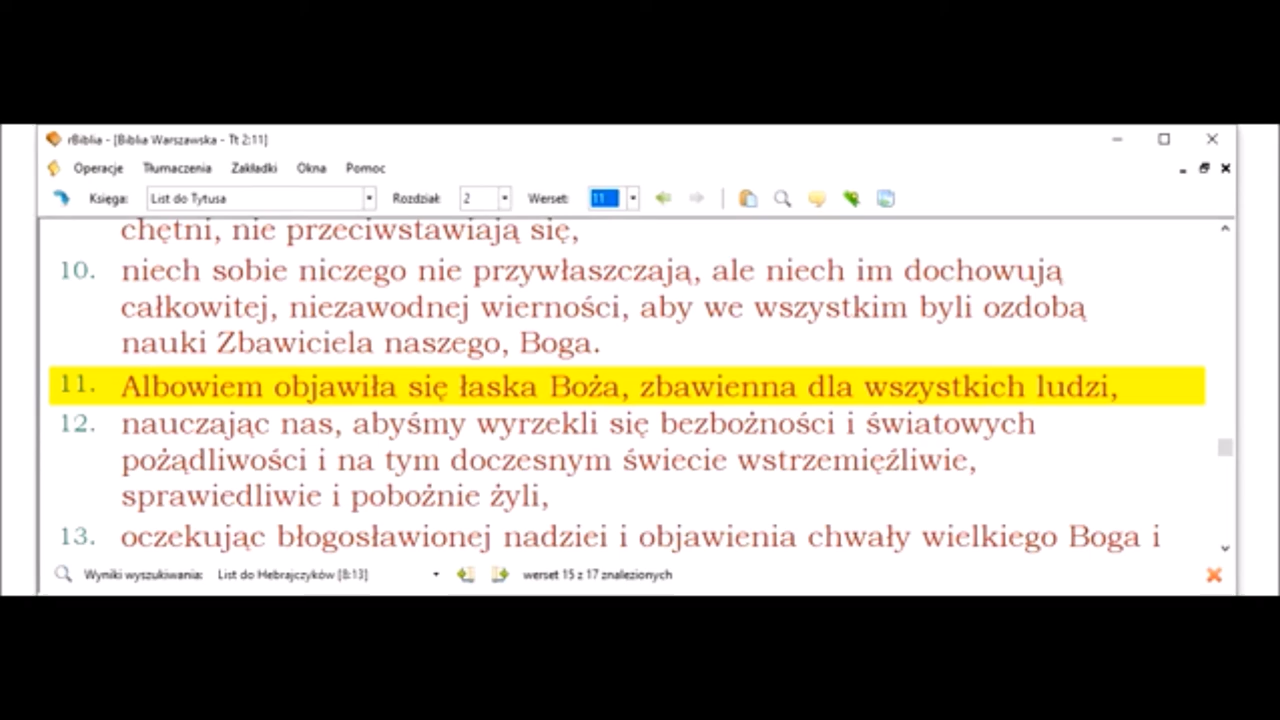 rBiblia - [Biblia Warszawska - Tt 2:11]
Operacje Tłumaczenia Zakładki Okna Pomoc
Księga: List do Tytusa Rozdział: 2 Werset: 11
chętni, nie przeciwstawiają się,
10. niech sobie niczego nie przywłaszczają, ale niech im dochowują
całkowitej, niezawodnej wierności, aby we wszystkim byli ozdobą
nauki Zbawiciela naszego, Boga.
11. Albowiem objawiła się łaska Boża, zbawienna dla wszystkich ludzi,
12. nauczając nas, abyśmy wyrzekli się bezbożności i światowych
pożądliwości i na tym doczesnym świecie wstrzemięźliwie,
sprawiedliwie i pobożnie żyli,
13. oczekując błogosławionej nadziei i objawienia chwały wielkiego Boga i
Wyniki wyszukiwania: List do Hebrajczyków [8:13] werset 15 z 17 znalezionych